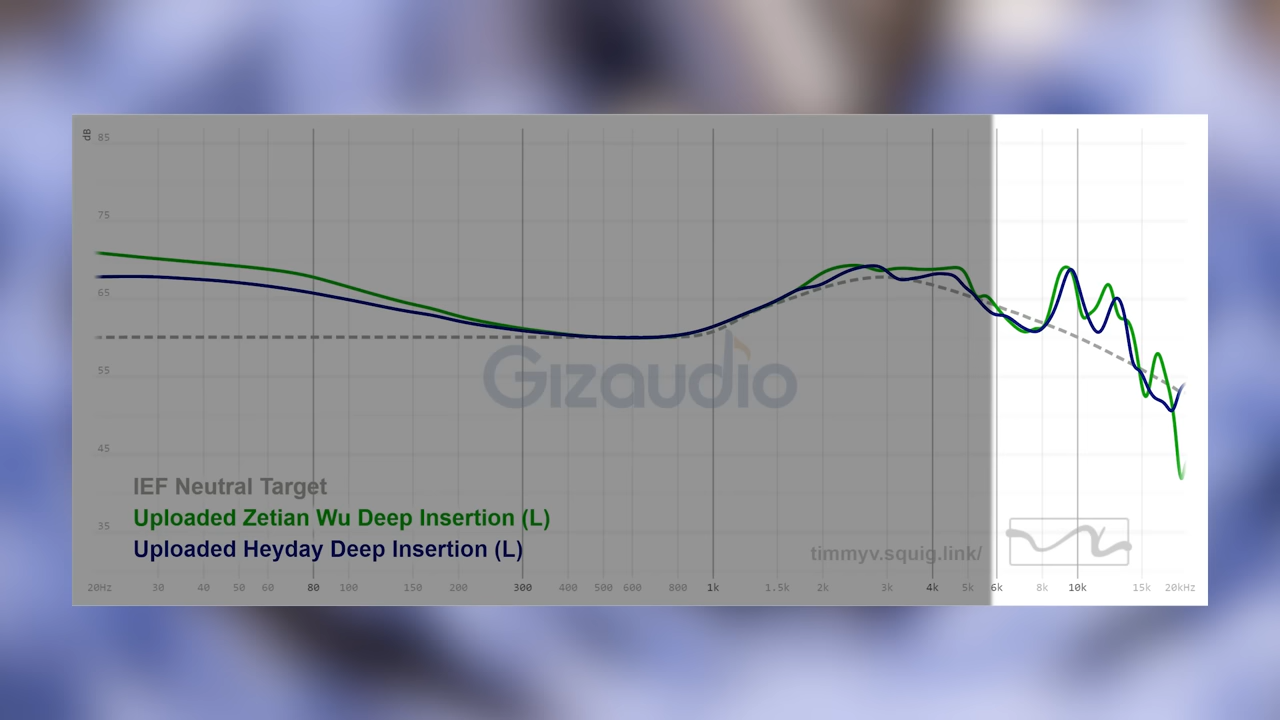 dB
85
75
65
55
45
35
Gizaudio
IEF Neutral Target
Uploaded Zetian Wu Deep Insertion (L)
Uploaded Heyday Deep Insertion (L)
timmyv.squig.link/
20Hz 30 40 50 60 80 100 150 200 300 400 500 600 800 1k 1.5k 2k 3k 4k 5k 6k 8k 10k 15k 20kHz